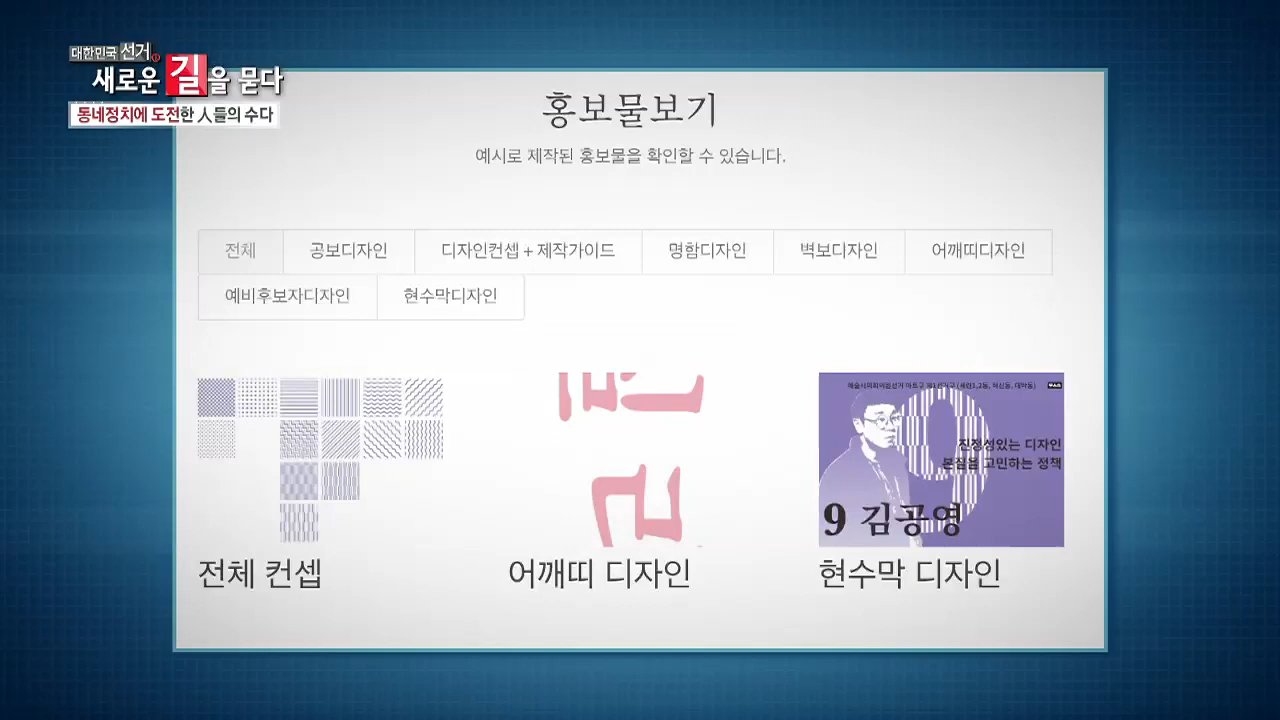 대한민국 선거
새로운 길을 묻다
동네정치에 도전한 人들의 수다
홍보물보기
예시로 제작된 홍보물을 확인할 수 있습니다.
전체 공보디자인 디자인컨셉 + 제작가이드 명함디자인 벽보디자인 어깨띠디자인
예비후보자디자인 현수막디자인
진정성있는 디자인
본질을 고민하는 정책
9 김공영
전체 컨셉 어깨띠 디자인 현수막 디자인